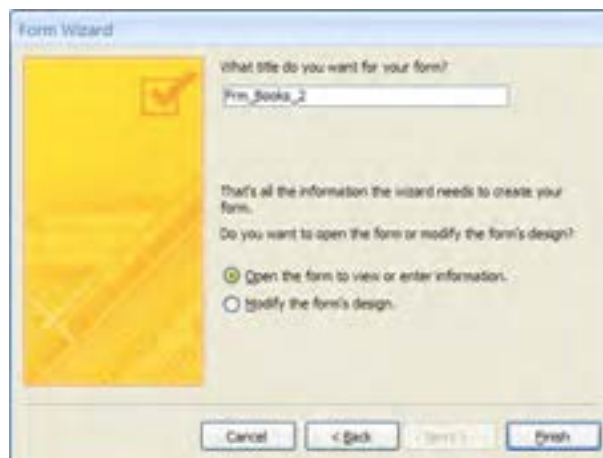 Form Wizard
What title do you want for your form?
Frm_Books_2
That's all the information the wizard needs to create your
form.
Do you want to open the form or modify the form's design?
Open the form to view or enter information.
Modify the form's design.
Cancel
< Back
Finish